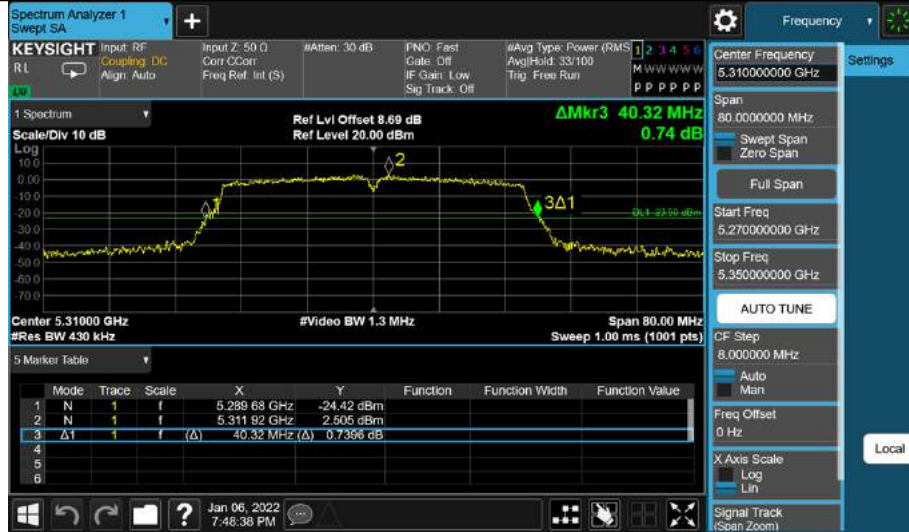 Spectrum Analyzer 1
Swept SA
Frequency
KEYSIGHT
RL
Input: RF
Coupling: DC
Align: Auto
Input Z: 50 Ω
Corr CCorr
Freq Ref: Int (S)
#Atten: 30 dB
PNO: Fast
Gate: Off
IF Gain: Low
Sig Track: Off
#Avg Type: Power (RMS
Avg|Hold: 33/100
Trig: Free Run
1 2 3 4 5 6
M W W W W W
P P P P P P
1 Spectrum
Scale/Div 10 dB
Ref Lvl Offset 8.69 dB
Ref Level 20.00 dBm
ΔMkr3 40.32 MHz
0.74 dB
Log
10.0
0.00
-10.0
-20.0
-30.0
-40.0
-50.0
-60.0
-70.0
1
2
3Δ1
DL1 -23.50 dBm
Center 5.31000 GHz
#Res BW 430 kHz
#Video BW 1.3 MHz
Span 80.00 MHz
Sweep 1.00 ms (1001 pts)
5 Marker Table
Mode Trace Scale X Y Function Function Width Function Value
1 N 1 f 5.289 68 GHz -24.42 dBm
2 N 1 f 5.311 92 GHz 2.505 dBm
3 Δ1 1 f (Δ) 40.32 MHz (Δ) 0.7396 dB
4
5
6
Jan 06, 2022
7:48:38 PM
Center Frequency
5.310000000 GHz
Settings
Span
80.0000000 MHz
Swept Span
Zero Span
Full Span
Start Freq
5.270000000 GHz
Stop Freq
5.350000000 GHz
AUTO TUNE
CF Step
8.000000 MHz
Auto
Man
Freq Offset
0 Hz
X Axis Scale
Log
Lin
Local
Signal Track
(Span Zoom)